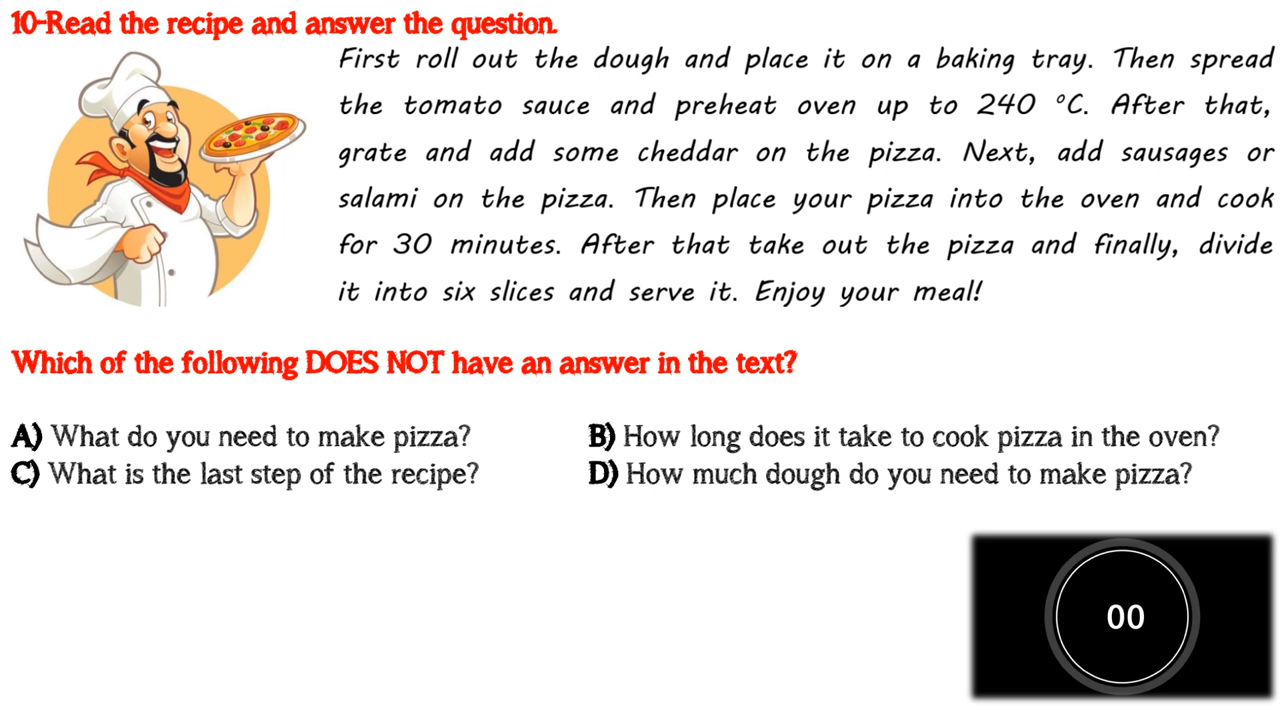 10-Read the recipe and answer the question.
First roll out the dough and place it on a baking tray. Then spread
the tomato sauce and preheat oven up to 240 °C. After that,
grate and add some cheddar on the pizza. Next, add sausages or
salami on the pizza. Then place your pizza into the oven and cook
for 30 minutes. After that take out the pizza and finally, divide
it into six slices and serve it. Enjoy your meal!
Which of the following DOES NOT have an answer in the text?
A) What do you need to make pizza?
B) How long does it take to cook pizza in the oven?
C) What is the last step of the recipe?
D) How much dough do you need to make pizza?
00